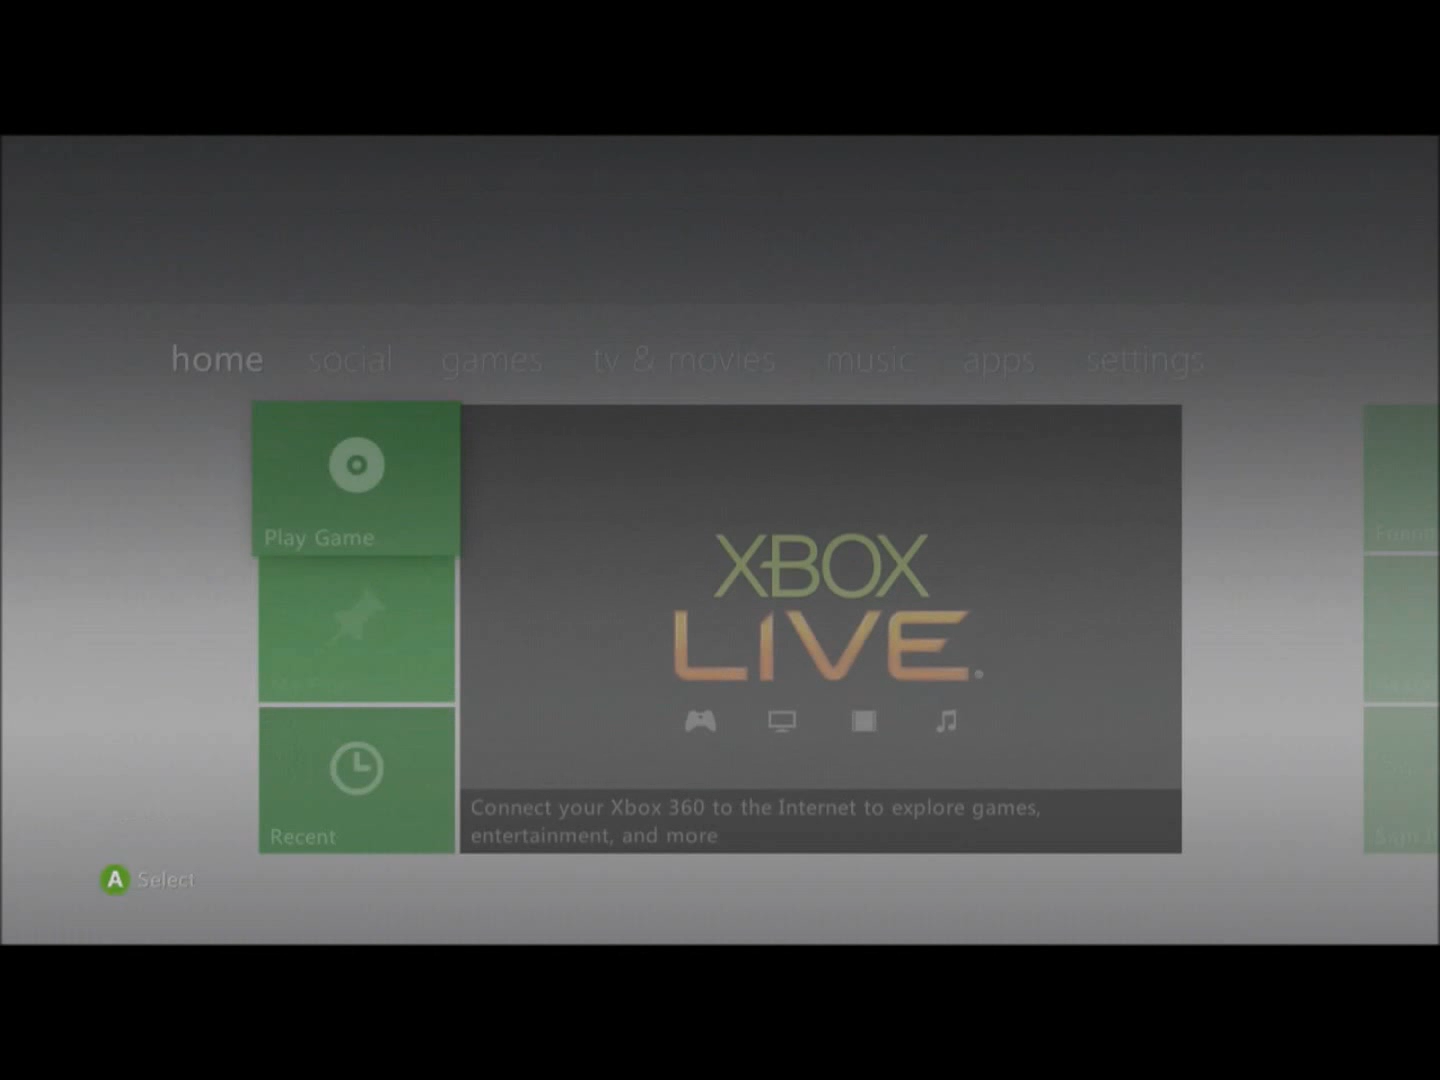 home social games tv & movies music apps settings
Play Game
Recent
XBOX
LIVE
Connect your Xbox 360 to the Internet to explore games,
entertainment, and more
A Select